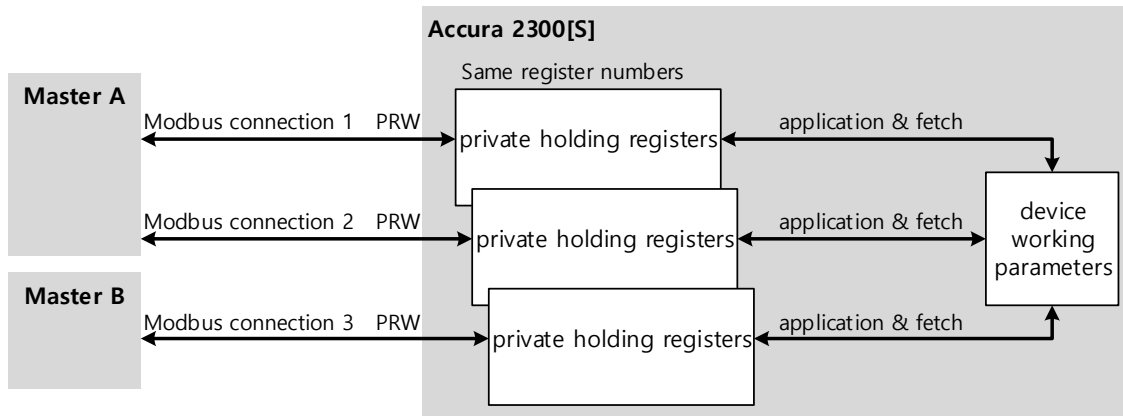 Accura 2300[S]
Same register numbers
Master A
Modbus connection 1 PRW
private holding registers
application & fetch
Modbus connection 2 PRW
private holding registers
application & fetch
device
working
parameters
Master B
Modbus connection 3 PRW
private holding registers
application & fetch